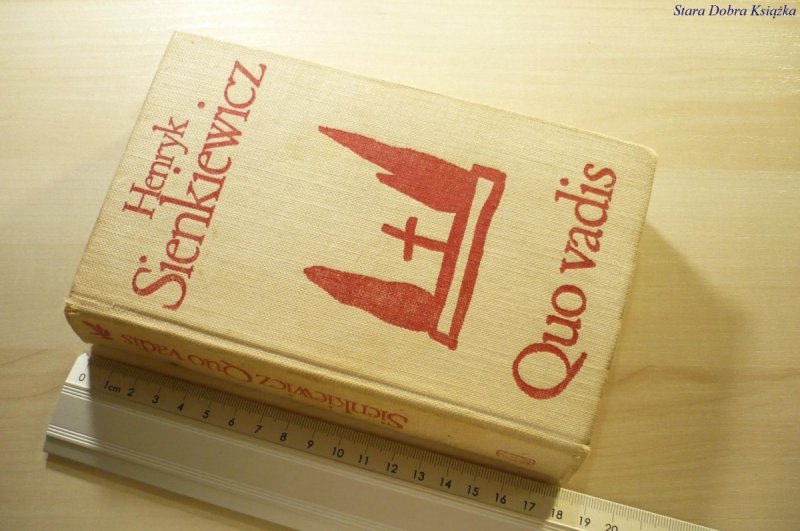 Stara Dobra Książka
Henryk
Sienkiewicz
Quo vadis
Sienkiewicz Quo vadis
0 1cm 2 3 4 5 6 7 8 9 10 11 12 13 14 15 16 17 18 19 20